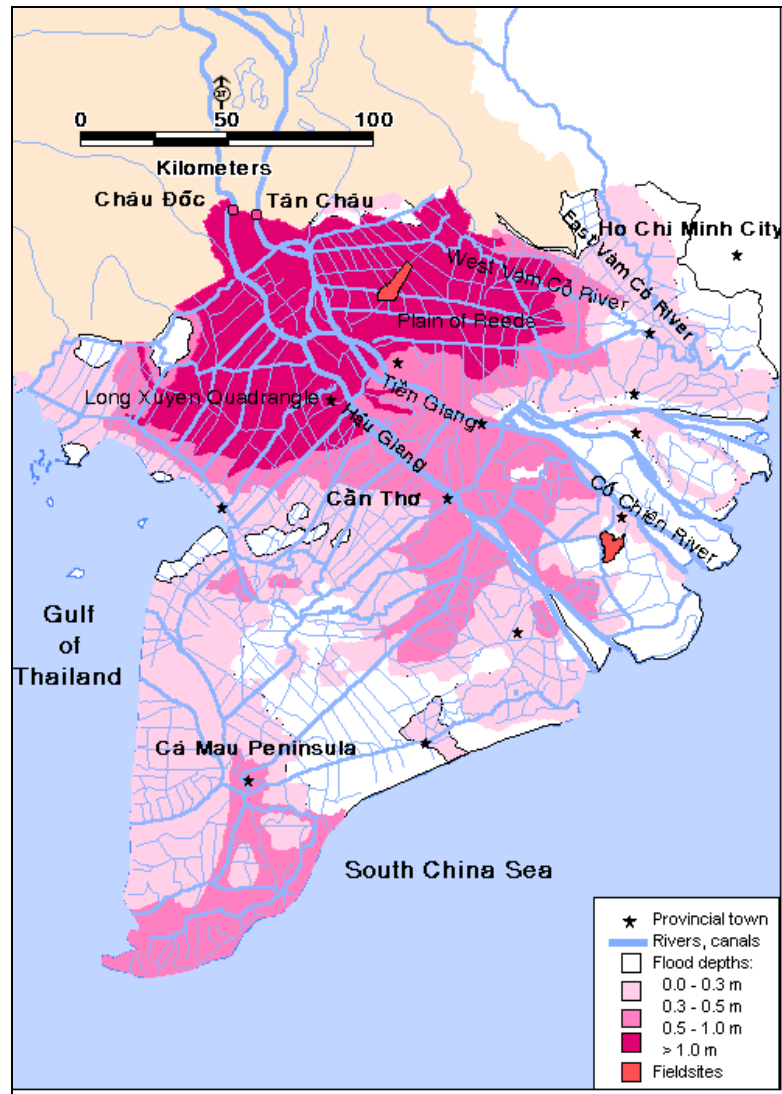 0 50 100
Kilometers
Châu Đốc
Tân Châu
Ho Chi Minh City
East Vàm Cỏ River
West Vàm Cỏ River
Plain of Reeds
Long Xuyen Quadrangle
Tiền Giang
Hậu Giang
Cần Thơ
Cổ Chiên River
Gulf
of
Thailand
Cà Mau Peninsula
South China Sea
Provincial town
Rivers, canals
Flood depths:
0.0 - 0.3 m
0.3 - 0.5 m
0.5 - 1.0 m
> 1.0 m
Fieldsites